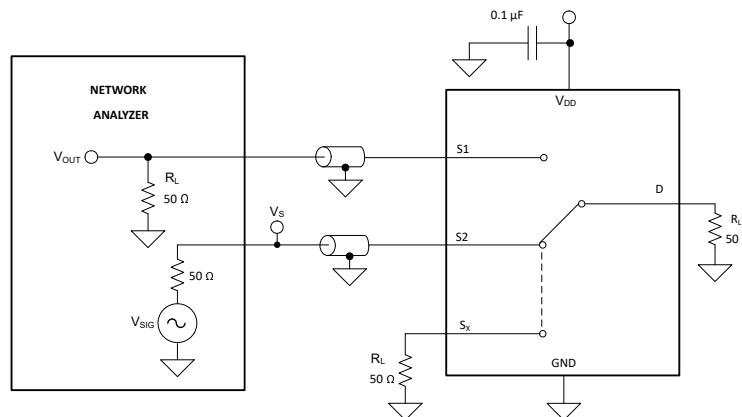 0.1 µF
NETWORK
ANALYZER
VDD
VOUT
S1
RL
50 Ω
VS
D
S2
RL
50
50 Ω
VSIG
SX
RL
50 Ω
GND